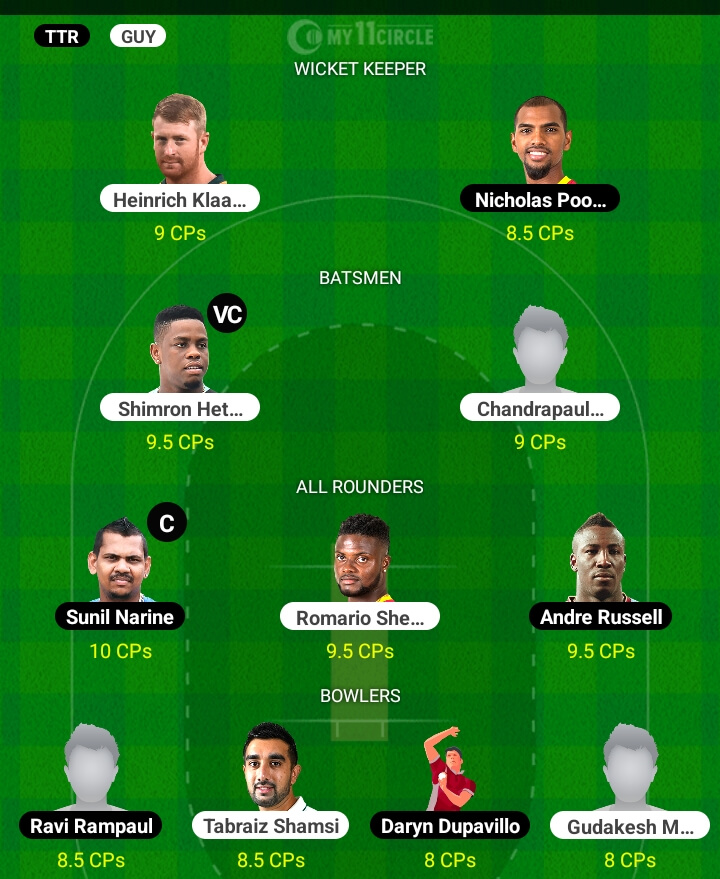 TTR GUY MY11CIRCLE
WICKET KEEPER
Heinrich Klaa... Nicholas Poo...
9 CPs 8.5 CPs
BATSMEN
VC
Shimron Het... Chandrapaul...
9.5 CPs 9 CPs
ALL ROUNDERS
C
Sunil Narine Romario She... Andre Russell
10 CPs 9.5 CPs 9.5 CPs
BOWLERS
Ravi Rampaul Tabraiz Shamsi Daryn Dupavillo Gudakesh M...
8.5 CPs 8.5 CPs 8 CPs 8 CPs